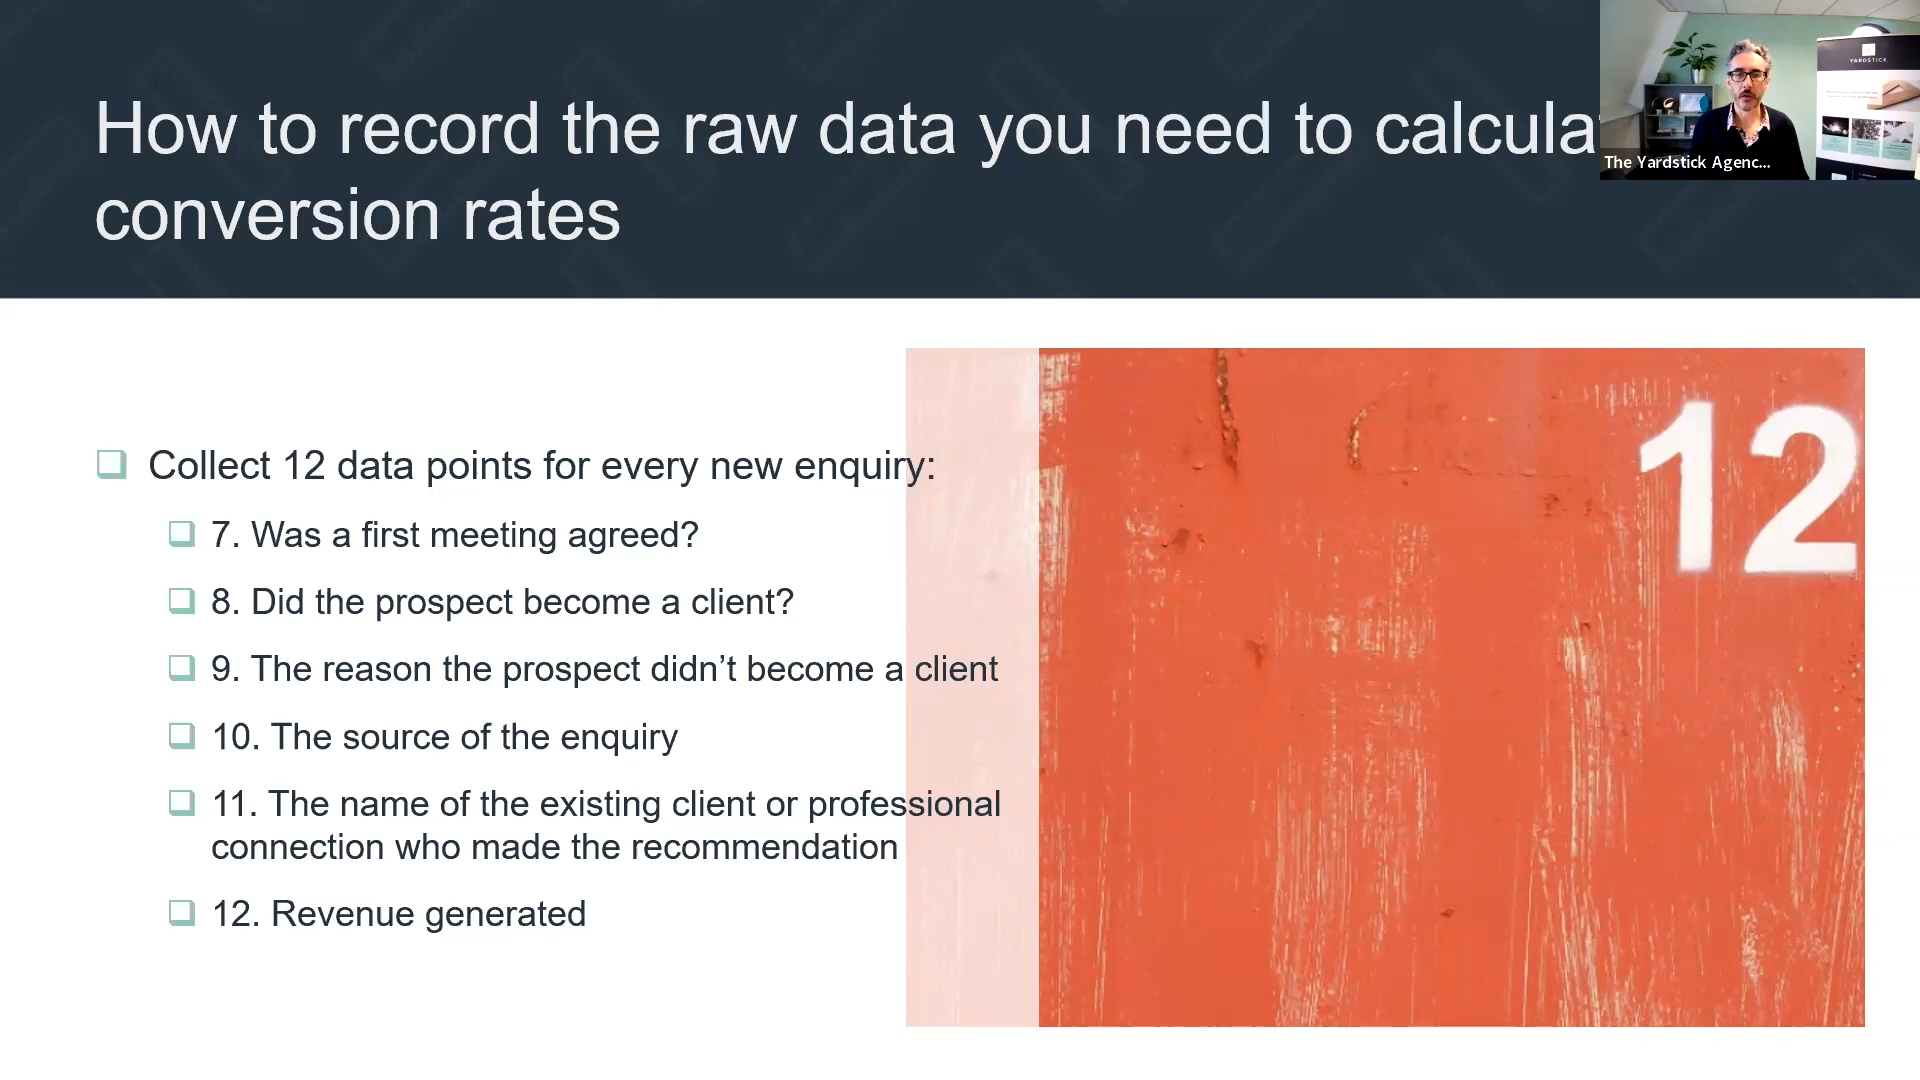 How to record the raw data you need to calcula
conversion rates
YARDSTICK
The Yardstick Agenc...
Collect 12 data points for every new enquiry:
7. Was a first meeting agreed?
8. Did the prospect become a client?
9. The reason the prospect didn’t become a client
10. The source of the enquiry
11. The name of the existing client or professional
connection who made the recommendation
12. Revenue generated
12